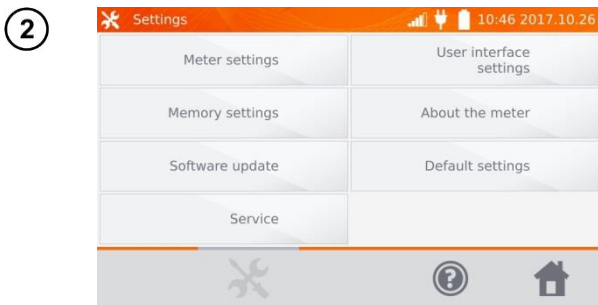 2
Settings
10:46 2017.10.26
Meter settings
User interface
settings
Memory settings
About the meter
Software update
Default settings
Service
?